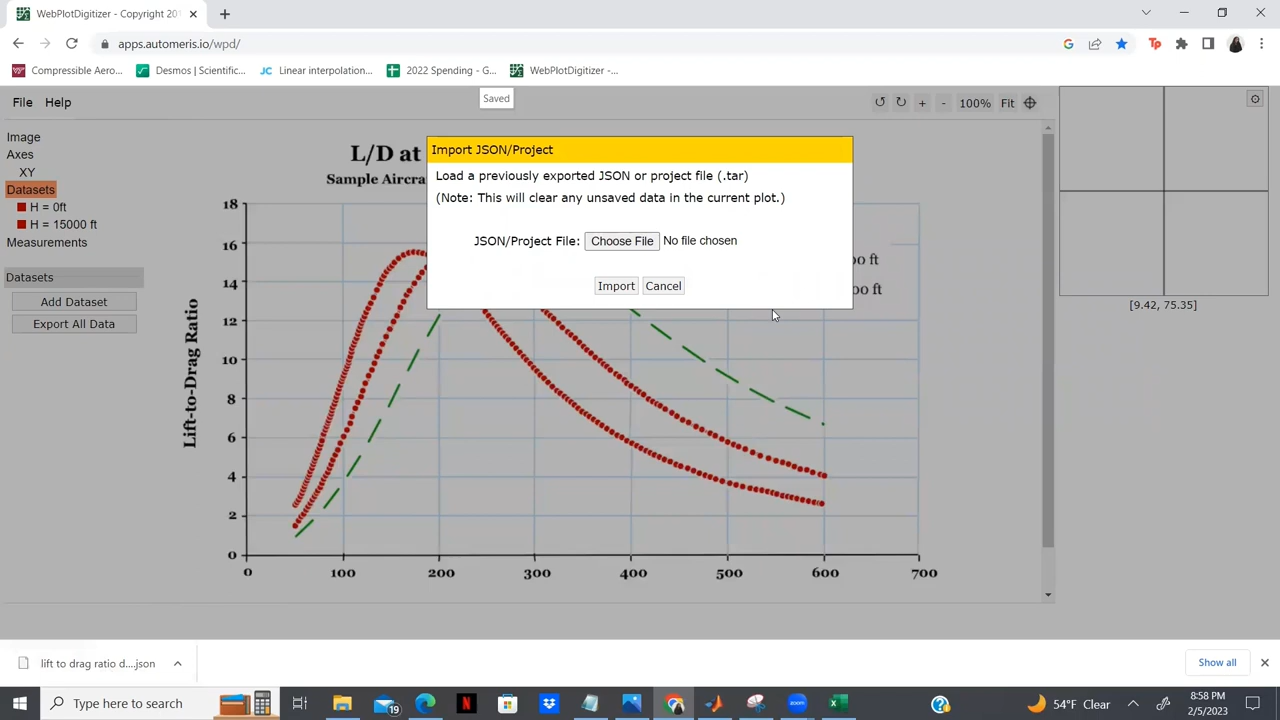 WebPlotDigitizer - Copyright 201
apps.automeris.io/wpd/
Compressible Aero...
Desmos | Scientific...
JC Linear interpolation...
2022 Spending - G...
WebPlotDigitizer -...
File Help
Saved
100% Fit
Image
Axes
XY
Datasets
H = 0ft
H = 15000 ft
Measurements
Datasets
Add Dataset
Export All Data
L/D at
Sample Aircra
Import JSON/Project
Load a previously exported JSON or project file (.tar)
(Note: This will clear any unsaved data in the current plot.)
JSON/Project File: Choose File No file chosen
Import Cancel
00 ft
00 ft
Lift-to-Drag Ratio
18
16
14
12
10
8
6
4
2
0
0 100 200 300 400 500 600 700
[9.42, 75.35]
lift to drag ratio d....json
Show all
Type here to search
19
54°F Clear
8:58 PM
2/5/2023